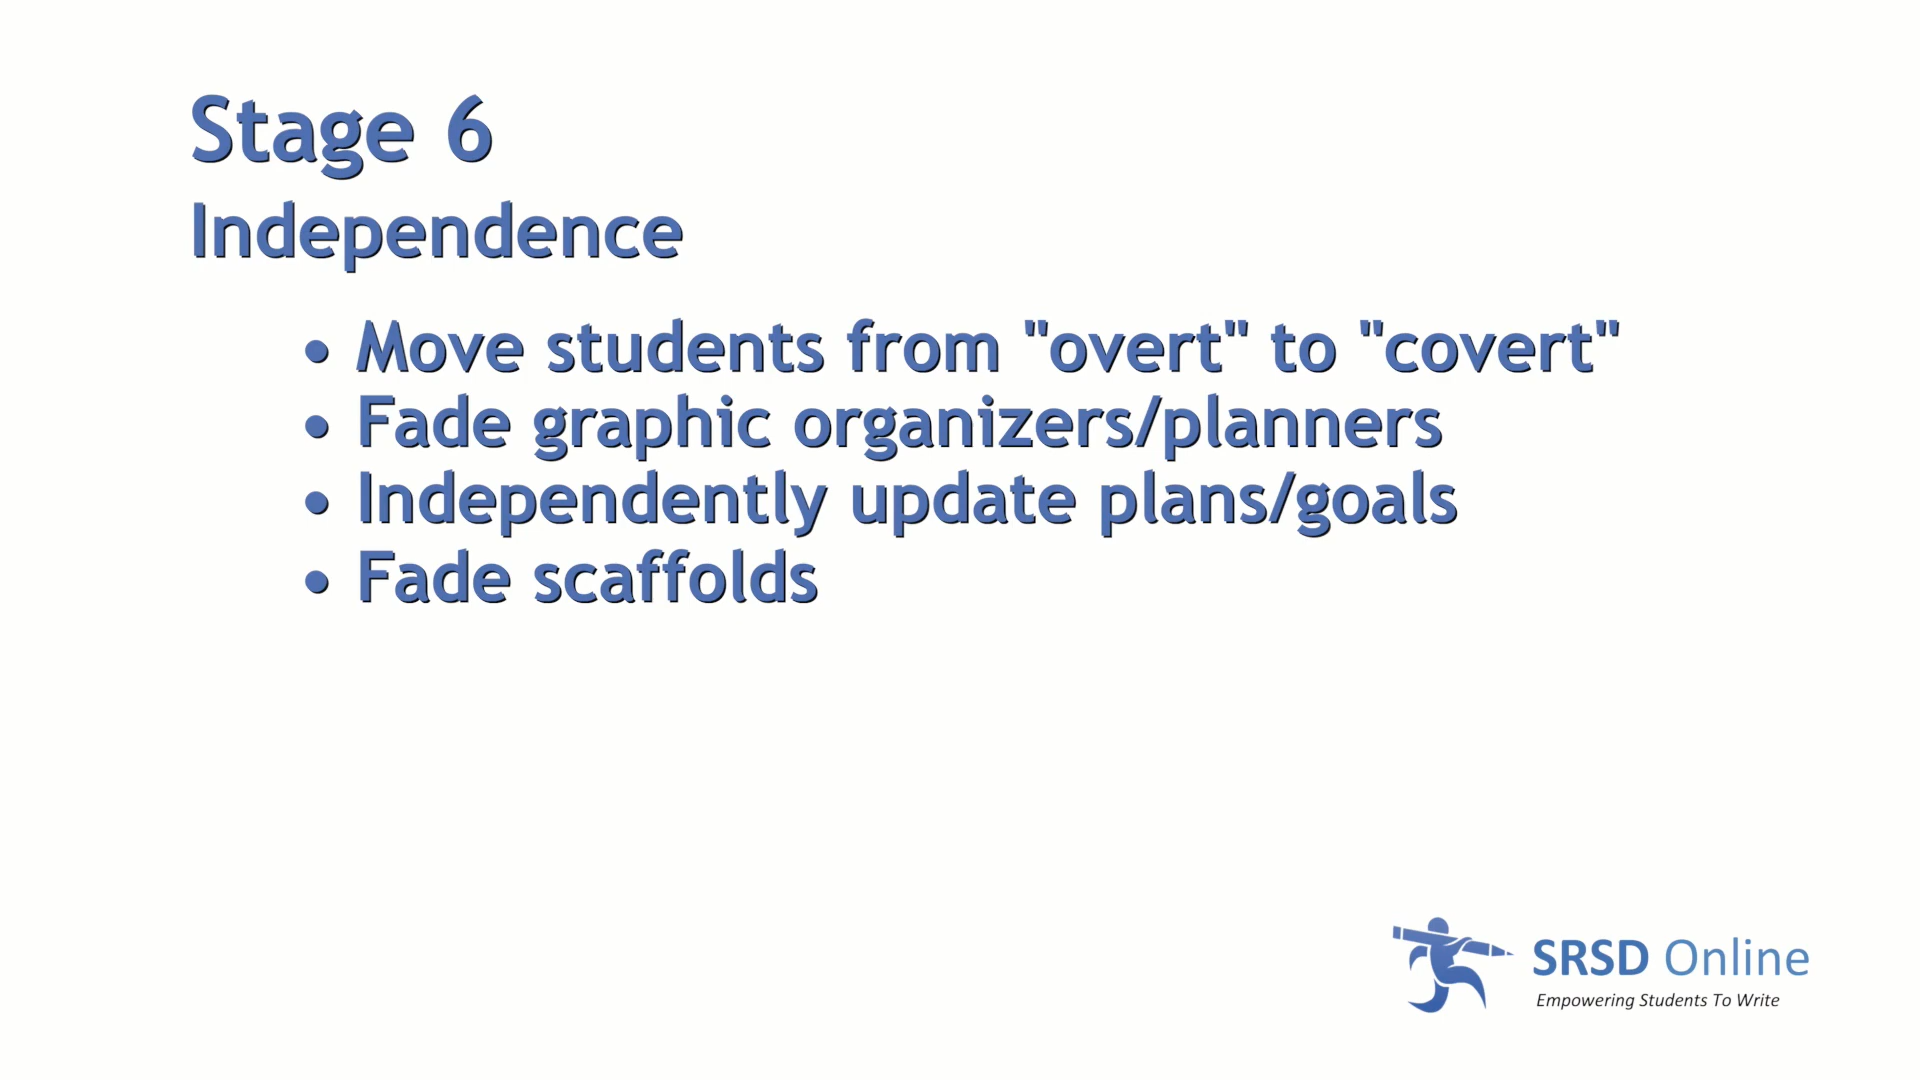 Stage 6
Independence
• Move students from "overt" to "covert"
• Fade graphic organizers/planners
• Independently update plans/goals
• Fade scaffolds
SRSD Online
Empowering Students To Write